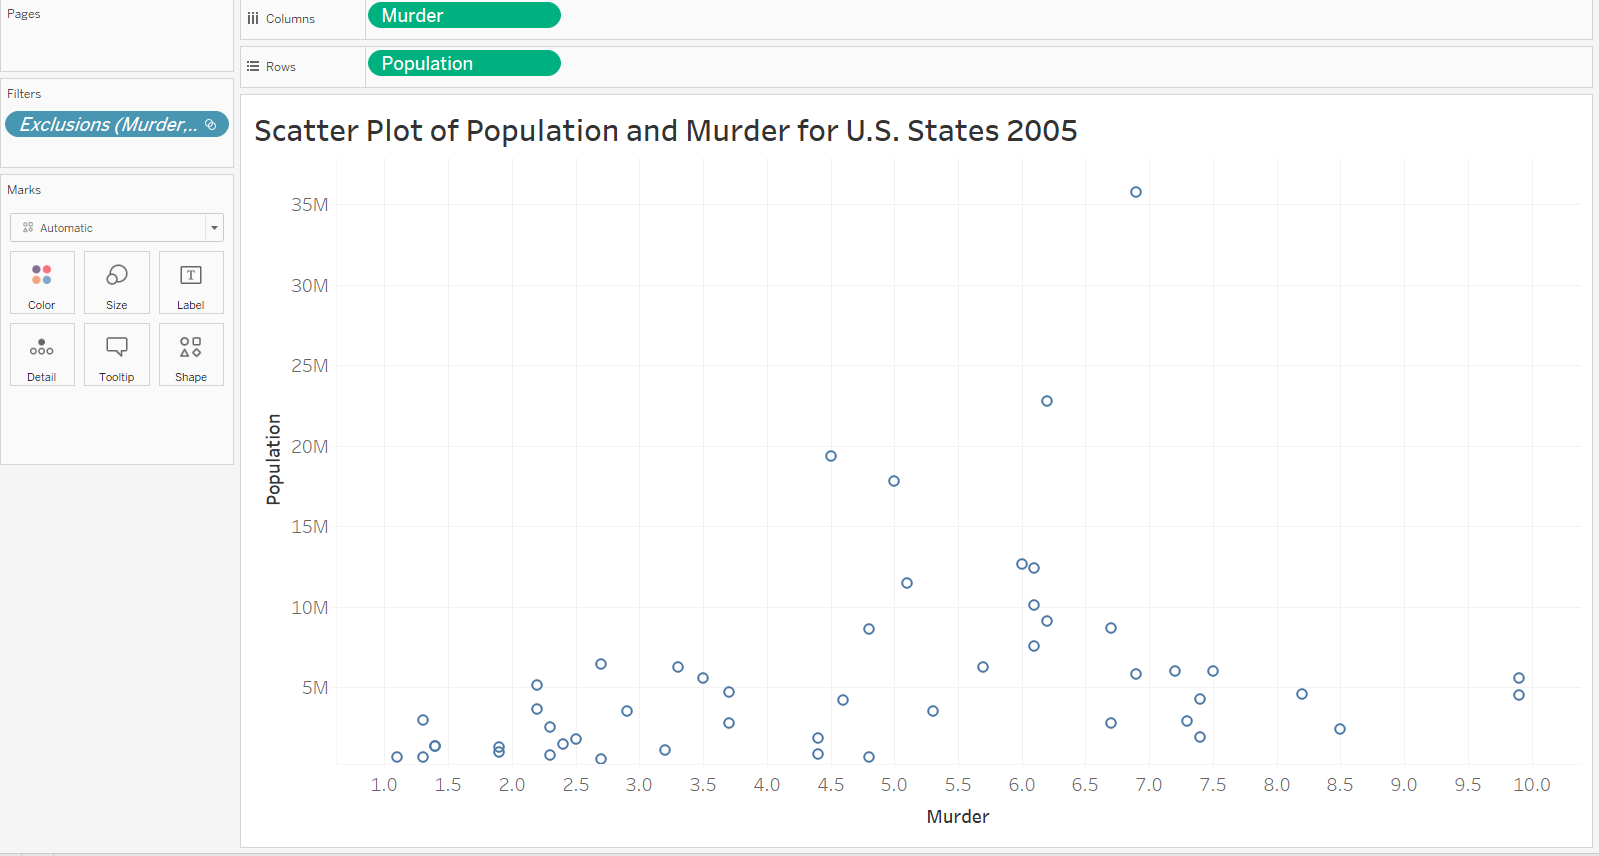 Pages
Columns
Murder
Rows
Population
Filters
Exclusions (Murder,..
Marks
Automatic
Color
Size
Label
Detail
Tooltip
Shape
Scatter Plot of Population and Murder for U.S. States 2005
Population
35M
30M
25M
20M
15M
10M
5M
1.0 1.5 2.0 2.5 3.0 3.5 4.0 4.5 5.0 5.5 6.0 6.5 7.0 7.5 8.0 8.5 9.0 9.5 10.0
Murder